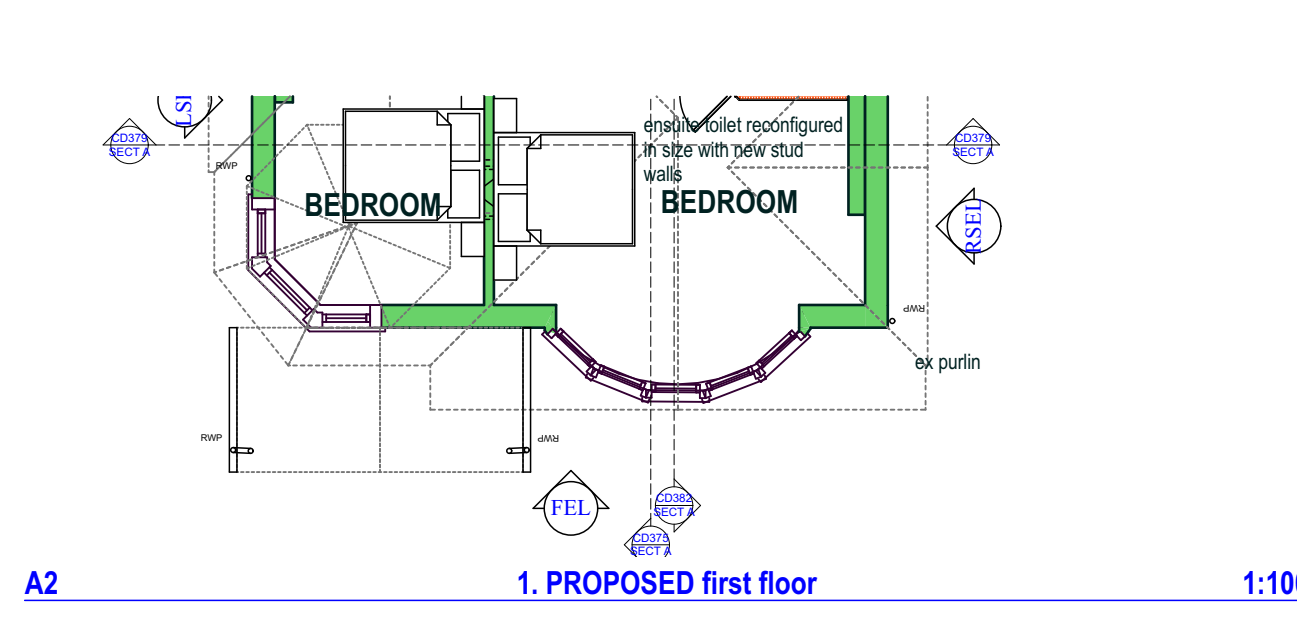 LSI
ensuite toilet reconfigured
in size with new stud
walls
CD379
SECT A
CD379
SECT A
RWP
BEDROOM
BEDROOM
RSEL
RWP
ex purlin
RWP
RWP
FEL
CD382
SECT A
CD375
SECT A
A2
1. PROPOSED first floor
1:100